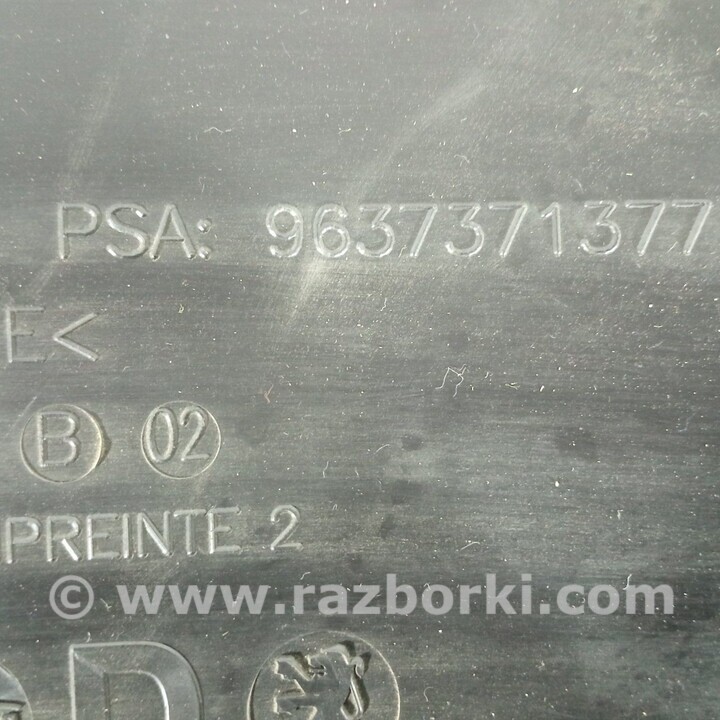 PSA: 9637371377
E<
B 02
PREINTE 2
© www.razborki.com
D